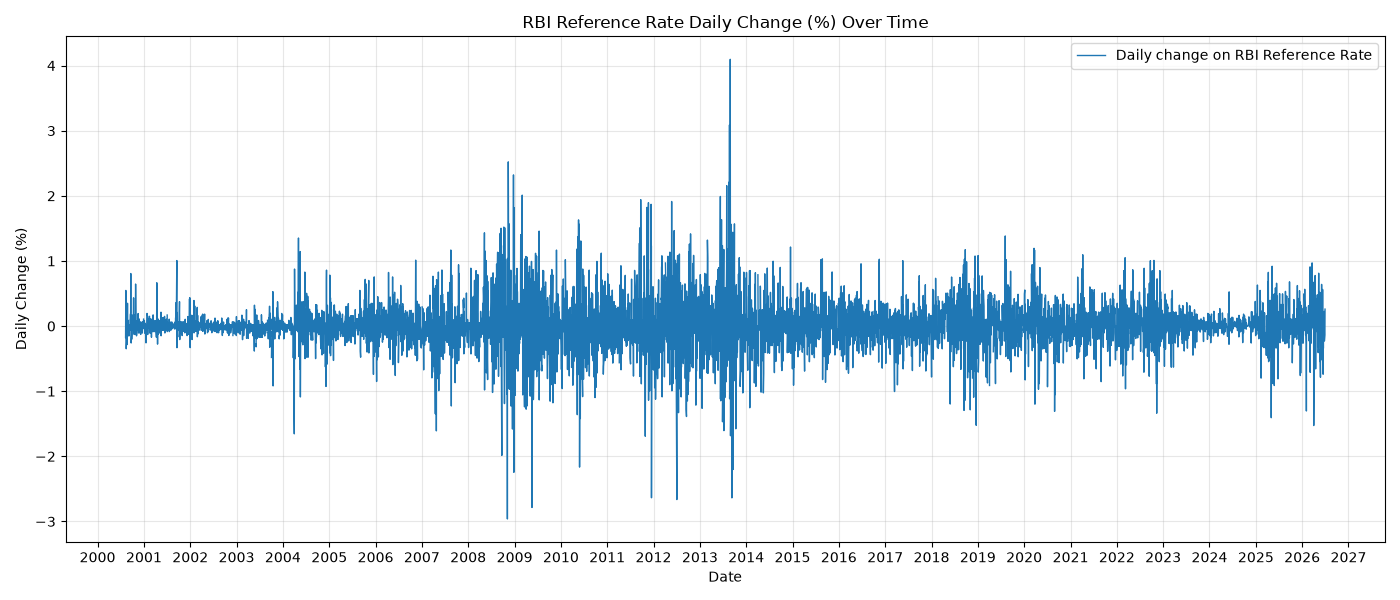 RBI Reference Rate Daily Change (%) Over Time
Daily change on RBI Reference Rate
4
3
2
1
0
−1
−2
−3
Daily Change (%)
2000 2001 2002 2003 2004 2005 2006 2007 2008 2009 2010 2011 2012 2013 2014 2015 2016 2017 2018 2019 2020 2021 2022 2023 2024 2025 2026 2027
Date